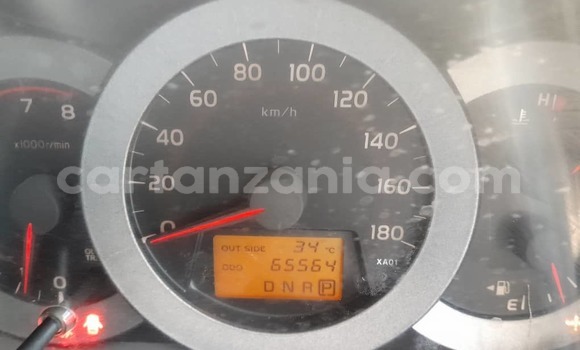 80 100
60 120
km/h
7 8
40 140
x1000r/min
cartanzania.com
20 160
0 180
OUT SIDE 34 °C
ODO 65564
D N R P
XA01
1 0
H
E